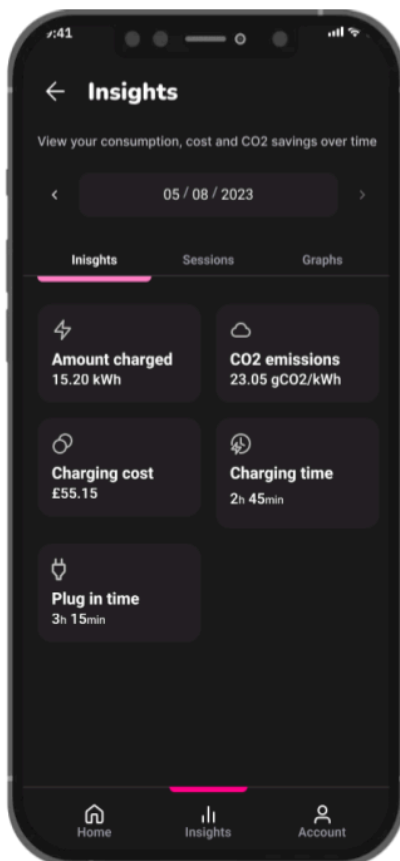 9:41
Insights
View your consumption, cost and CO2 savings over time
05 / 08 / 2023
Inisghts Sessions Graphs
Amount charged
15.20 kWh
CO2 emissions
23.05 gCO2/kWh
Charging cost
£55.15
Charging time
2h 45min
Plug in time
3h 15min
Home Insights Account